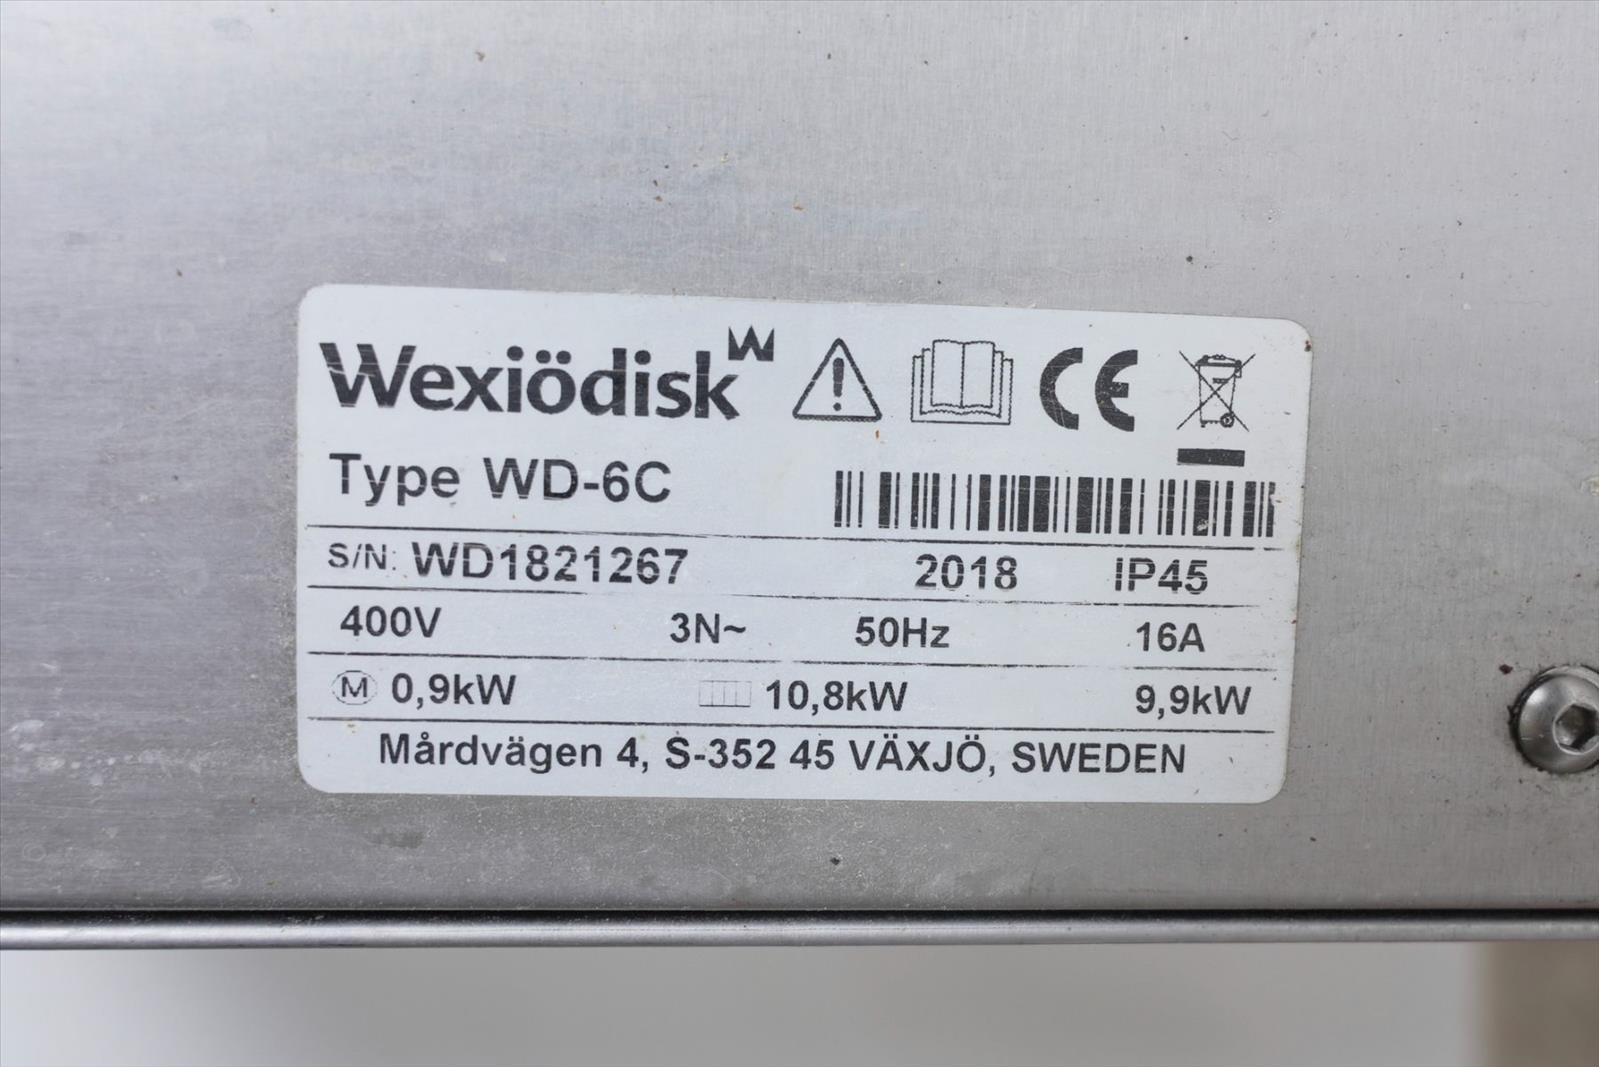 Wexiödisk
CE
Type WD-6C
S/N: WD1821267 2018 IP45
400V 3N~ 50Hz 16A
M 0,9kW 10,8kW 9,9kW
Mårdvägen 4, S-352 45 VÄXJÖ, SWEDEN